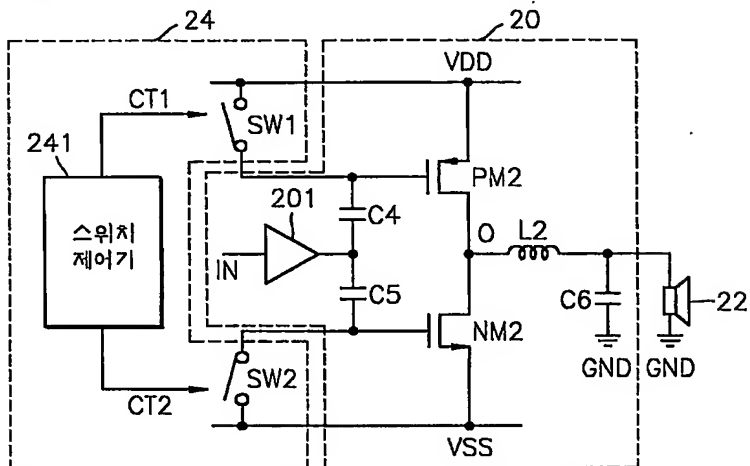 24
20
VDD
CT1
SW1
241
PM2
201
C4
스위치
제어기
O
L2
IN
C5
C6
22
NM2
GND
GND
SW2
CT2
VSS